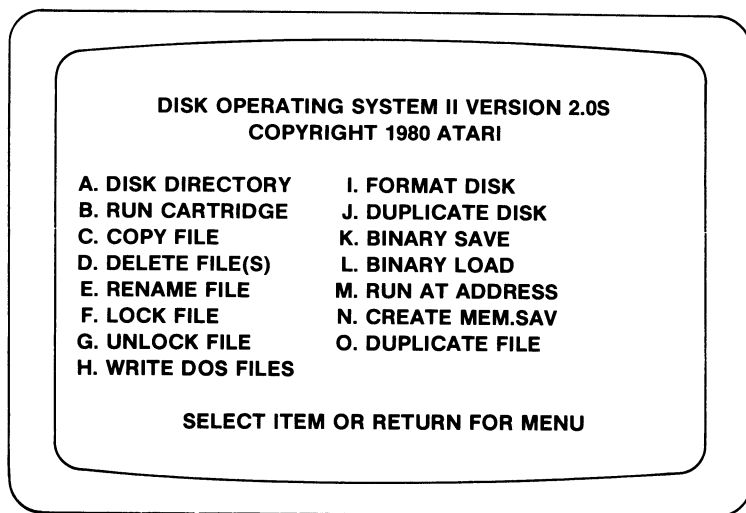 DISK OPERATING SYSTEM II VERSION 2.0S
COPYRIGHT 1980 ATARI
A. DISK DIRECTORY
B. RUN CARTRIDGE
C. COPY FILE
D. DELETE FILE(S)
E. RENAME FILE
F. LOCK FILE
G. UNLOCK FILE
H. WRITE DOS FILES
I. FORMAT DISK
J. DUPLICATE DISK
K. BINARY SAVE
L. BINARY LOAD
M. RUN AT ADDRESS
N. CREATE MEM.SAV
O. DUPLICATE FILE
SELECT ITEM OR RETURN FOR MENU